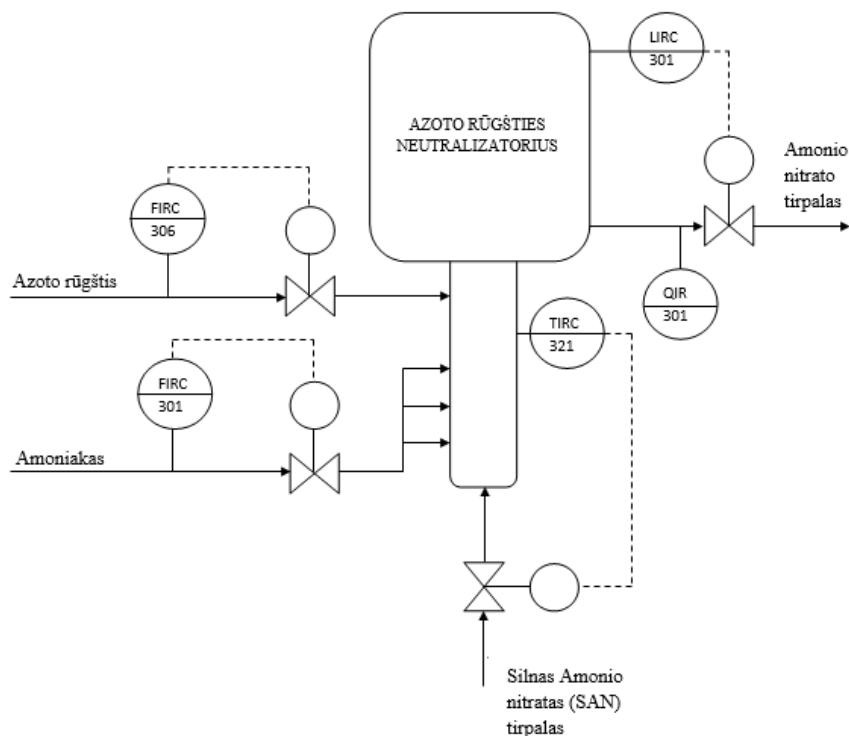 LIRC
301
AZOTO RŪGŠTIES
NEUTRALIZATORIUS
Amonio
nitrato
tirpalas
FIRC
306
Azoto rūgštis
QIR
301
TIRC
321
FIRC
301
Amoniakas
Silnas Amonio
nitratas (SAN)
tirpalas